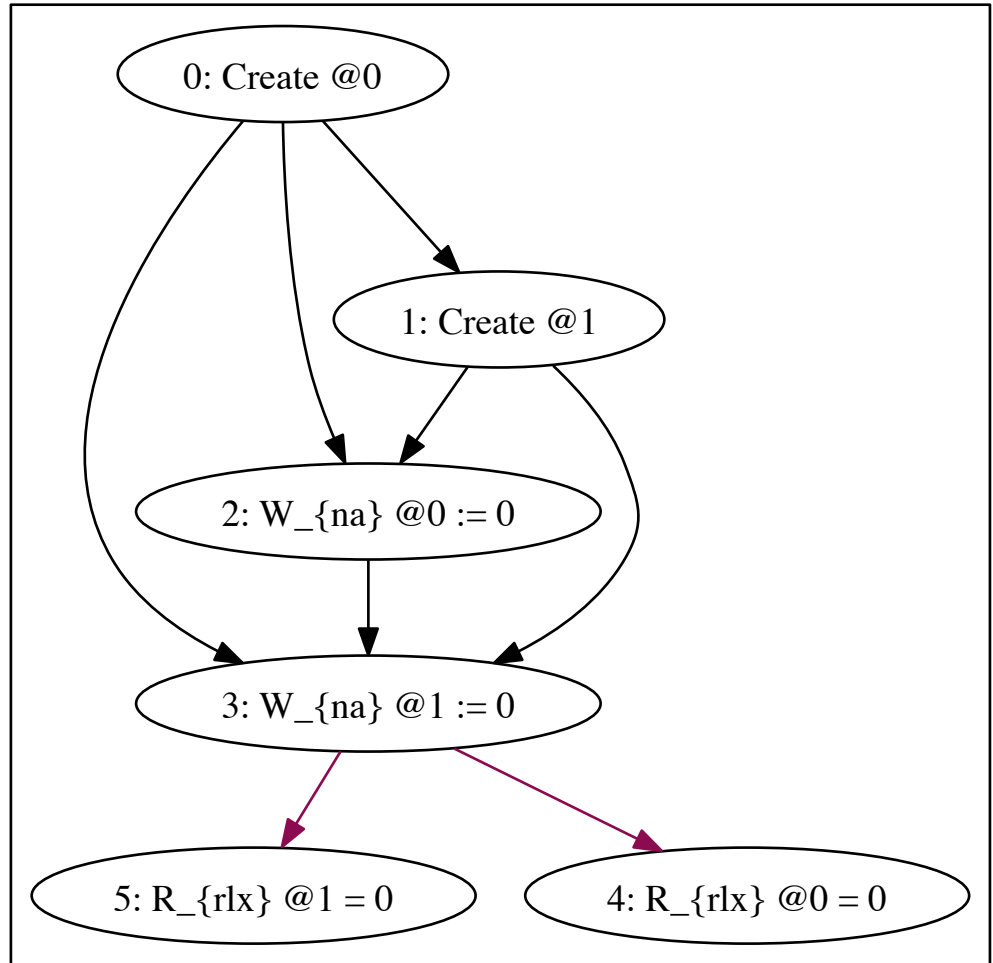 0: Create @0
1: Create @1
2: W_{na} @0 := 0
3: W_{na} @1 := 0
5: R_{rlx} @1 = 0
4: R_{rlx} @0 = 0